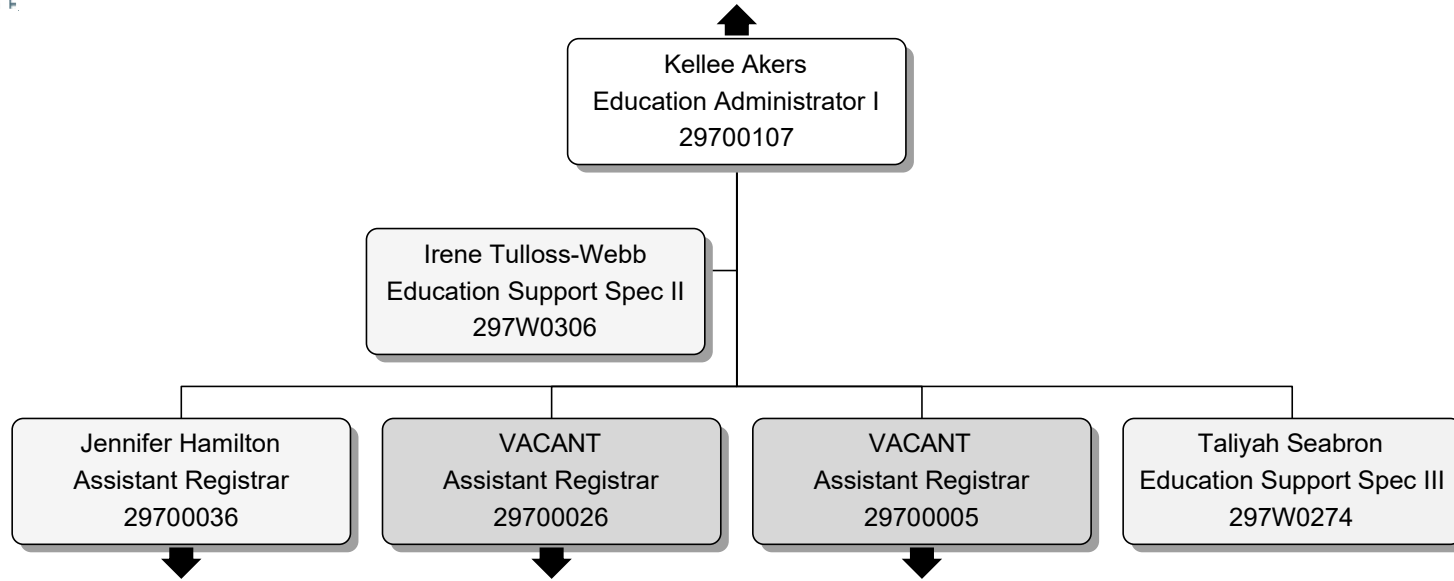 Kellee Akers
Education Administrator I
29700107
Irene Tulloss-Webb
Education Support Spec II
297W0306
Jennifer Hamilton
Assistant Registrar
29700036
VACANT
Assistant Registrar
29700026
VACANT
Assistant Registrar
29700005
Taliyah Seabron
Education Support Spec III
297W0274